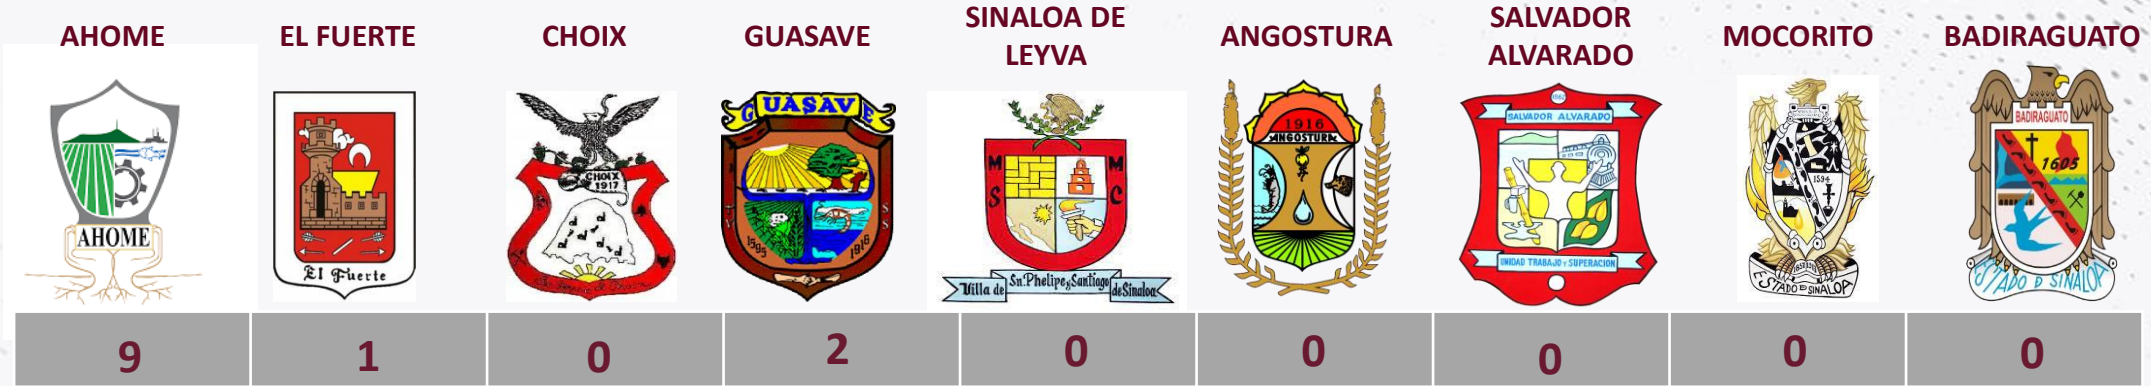 AHOME
EL FUERTE
CHOIX
GUASAVE
SINALOA DE
LEYVA
ANGOSTURA
SALVADOR
ALVARADO
MOCORITO
BADIRAGUATO
AHOME
El Fuerte
CHOIX
1917
GUASAVE
1595
1916
M M
S C
Villa de Sn. Phelipe y Santiago de Sinaloa
1916
ANGOSTURA
1962
SALVADOR ALVARADO
UNIDAD TRABAJO Y SUPERACION
1594
ESTADO D SINALOA
BADIRAGUATO
1605
ESTADO D SINALOA
9
1
0
2
0
0
0
0
0